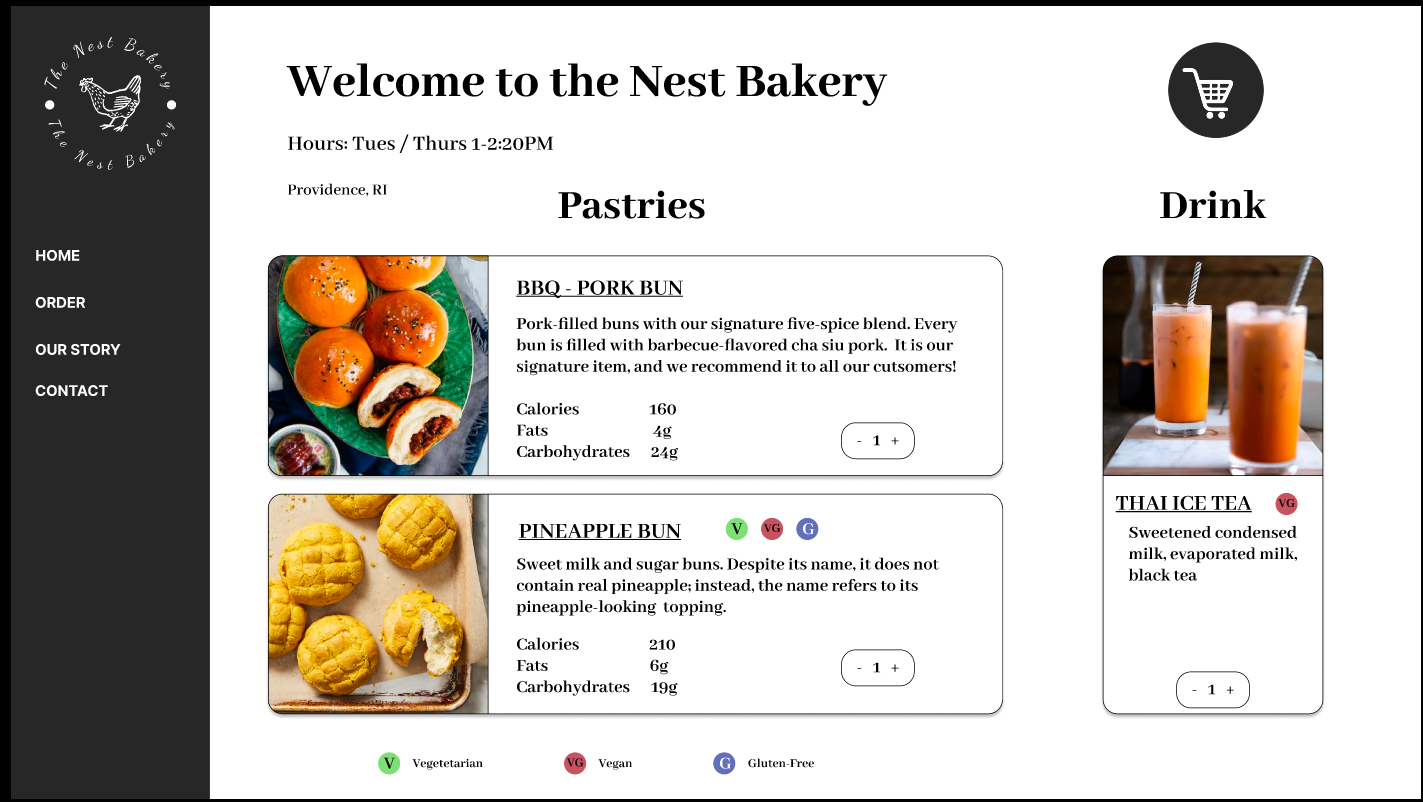 The Nest Bakery
The Nest Bakery
HOME
ORDER
OUR STORY
CONTACT
Welcome to the Nest Bakery
Hours: Tues / Thurs 1-2:20PM
Providence, RI
Pastries
BBQ - PORK BUN
Pork-filled buns with our signature five-spice blend. Every
bun is filled with barbecue-flavored cha siu pork.  It is our
signature item, and we recommend it to all our cutsomers!
Calories 160
Fats 4g
Carbohydrates 24g
- 1 +
PINEAPPLE BUN V VG G
Sweet milk and sugar buns. Despite its name, it does not
contain real pineapple; instead, the name refers to its
pineapple-looking  topping.
Calories 210
Fats 6g
Carbohydrates 19g
- 1 +
Drink
THAI ICE TEA VG
Sweetened condensed
milk, evaporated milk,
black tea
- 1 +
V Vegetetarian VG Vegan G Gluten-Free